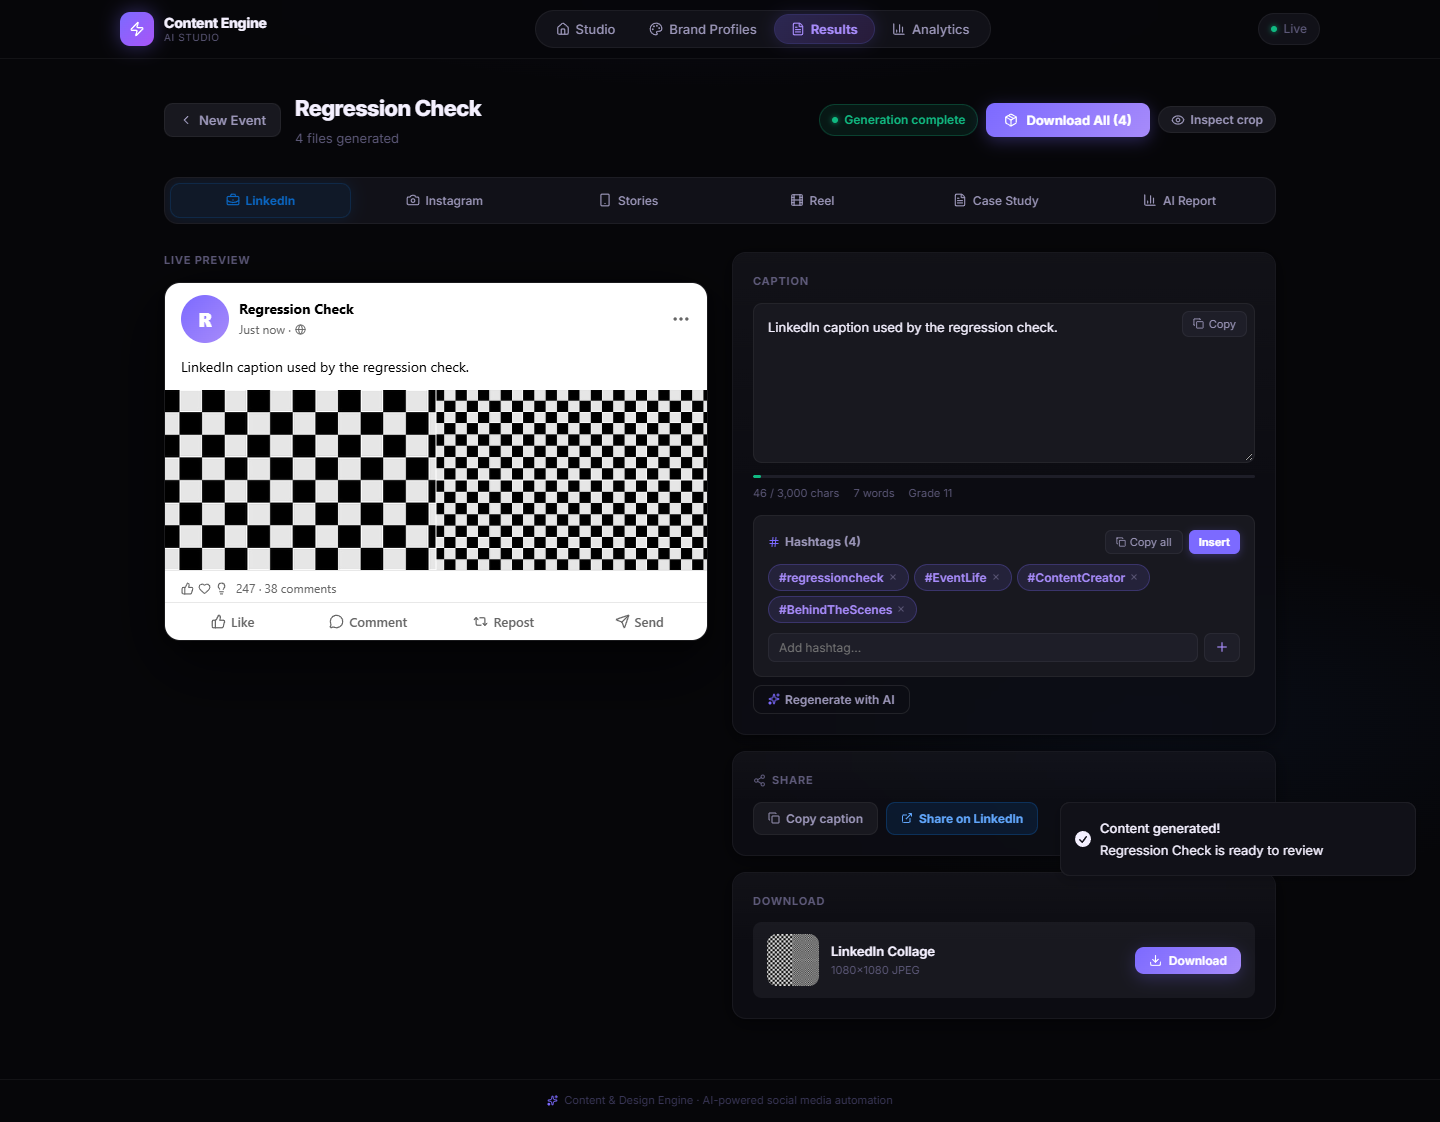 Content Engine
AI STUDIO
Studio
Brand Profiles
Results
Analytics
Live
New Event
Regression Check
4 files generated
Generation complete
Download All (4)
Inspect crop
LinkedIn
Instagram
Stories
Reel
Case Study
AI Report
LIVE PREVIEW
R
Regression Check
Just now ·
LinkedIn caption used by the regression check.
247 · 38 comments
Like
Comment
Repost
Send
CAPTION
LinkedIn caption used by the regression check.
Copy
46 / 3,000 chars
7 words
Grade 11
Hashtags (4)
Copy all
Insert
#regressioncheck ×
#EventLife ×
#ContentCreator ×
#BehindTheScenes ×
Add hashtag...
+
Regenerate with AI
SHARE
Copy caption
Share on LinkedIn
Content generated!
Regression Check is ready to review
DOWNLOAD
LinkedIn Collage
1080×1080 JPEG
Download
Content & Design Engine · AI-powered social media automation